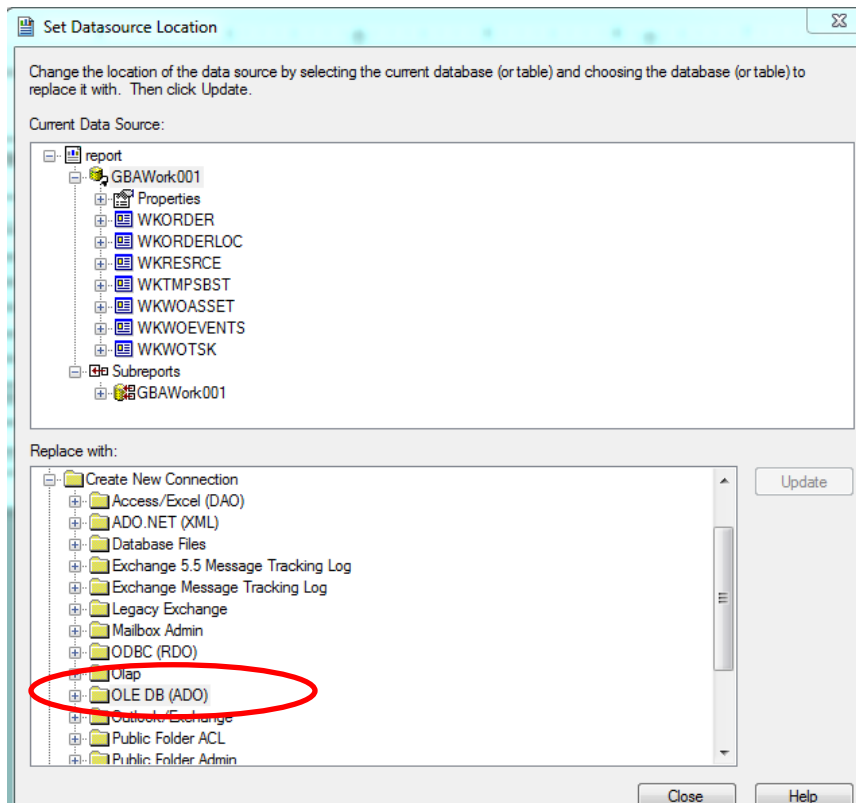 Set Datasource Location
Change the location of the data source by selecting the current database (or table) and choosing the database (or table) to
replace it with. Then click Update.
Current Data Source:
report
GBAWork001
Properties
WKORDER
WKORDERLOC
WKRESRCE
WKTMPSBST
WKWOASSET
WKWOEVENTS
WKWOTSK
Subreports
GBAWork001
Replace with:
Create New Connection
Update
Access/Excel (DAO)
ADO.NET (XML)
Database Files
Exchange 5.5 Message Tracking Log
Exchange Message Tracking Log
Legacy Exchange
Mailbox Admin
ODBC (RDO)
Olap
OLE DB (ADO)
Outlook/Exchange
Public Folder ACL
Public Folder Admin
Close Help